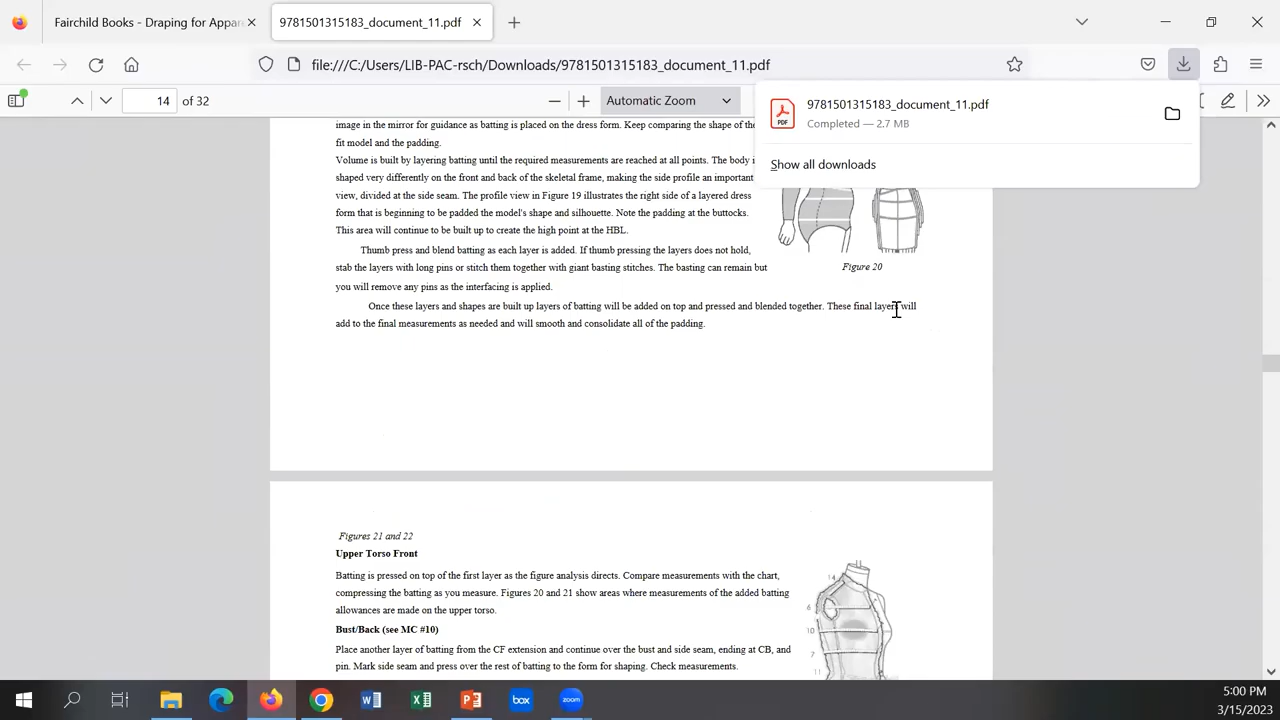 Fairchild Books - Draping for Appar
9781501315183_document_11.pdf
file:///C:/Users/LIB-PAC-rsch/Downloads/9781501315183_document_11.pdf
14 of 32
Automatic Zoom
9781501315183_document_11.pdf
Completed — 2.7 MB
Show all downloads
image in the mirror for guidance as batting is placed on the dress form. Keep comparing the shape of the
fit model and the padding.
Volume is built by layering batting until the required measurements are reached at all points. The body i
shaped very differently on the front and back of the skeletal frame, making the side profile an important
view, divided at the side seam. The profile view in Figure 19 illustrates the right side of a layered dress
form that is beginning to be padded the model's shape and silhouette. Note the padding at the buttocks.
This area will continue to be built up to create the high point at the HBL.
Thumb press and blend batting as each layer is added. If thumb pressing the layers does not hold,
stab the layers with long pins or stitch them together with giant basting stitches. The basting can remain but
you will remove any pins as the interfacing is applied.
Figure 20
Once these layers and shapes are built up layers of batting will be added on top and pressed and blended together. These final layers will
add to the final measurements as needed and will smooth and consolidate all of the padding.
Figures 21 and 22
Upper Torso Front
Batting is pressed on top of the first layer as the figure analysis directs. Compare measurements with the chart,
compressing the batting as you measure. Figures 20 and 21 show areas where measurements of the added batting
allowances are made on the upper torso.
Bust/Back (see MC #10)
Place another layer of batting from the CF extension and continue over the bust and side seam, ending at CB, and
pin. Mark side seam and press over the rest of batting to the form for shaping. Check measurements.
14
6
10
7
11
PDF
W
X
P
box
zoom
5:00 PM
3/15/2023